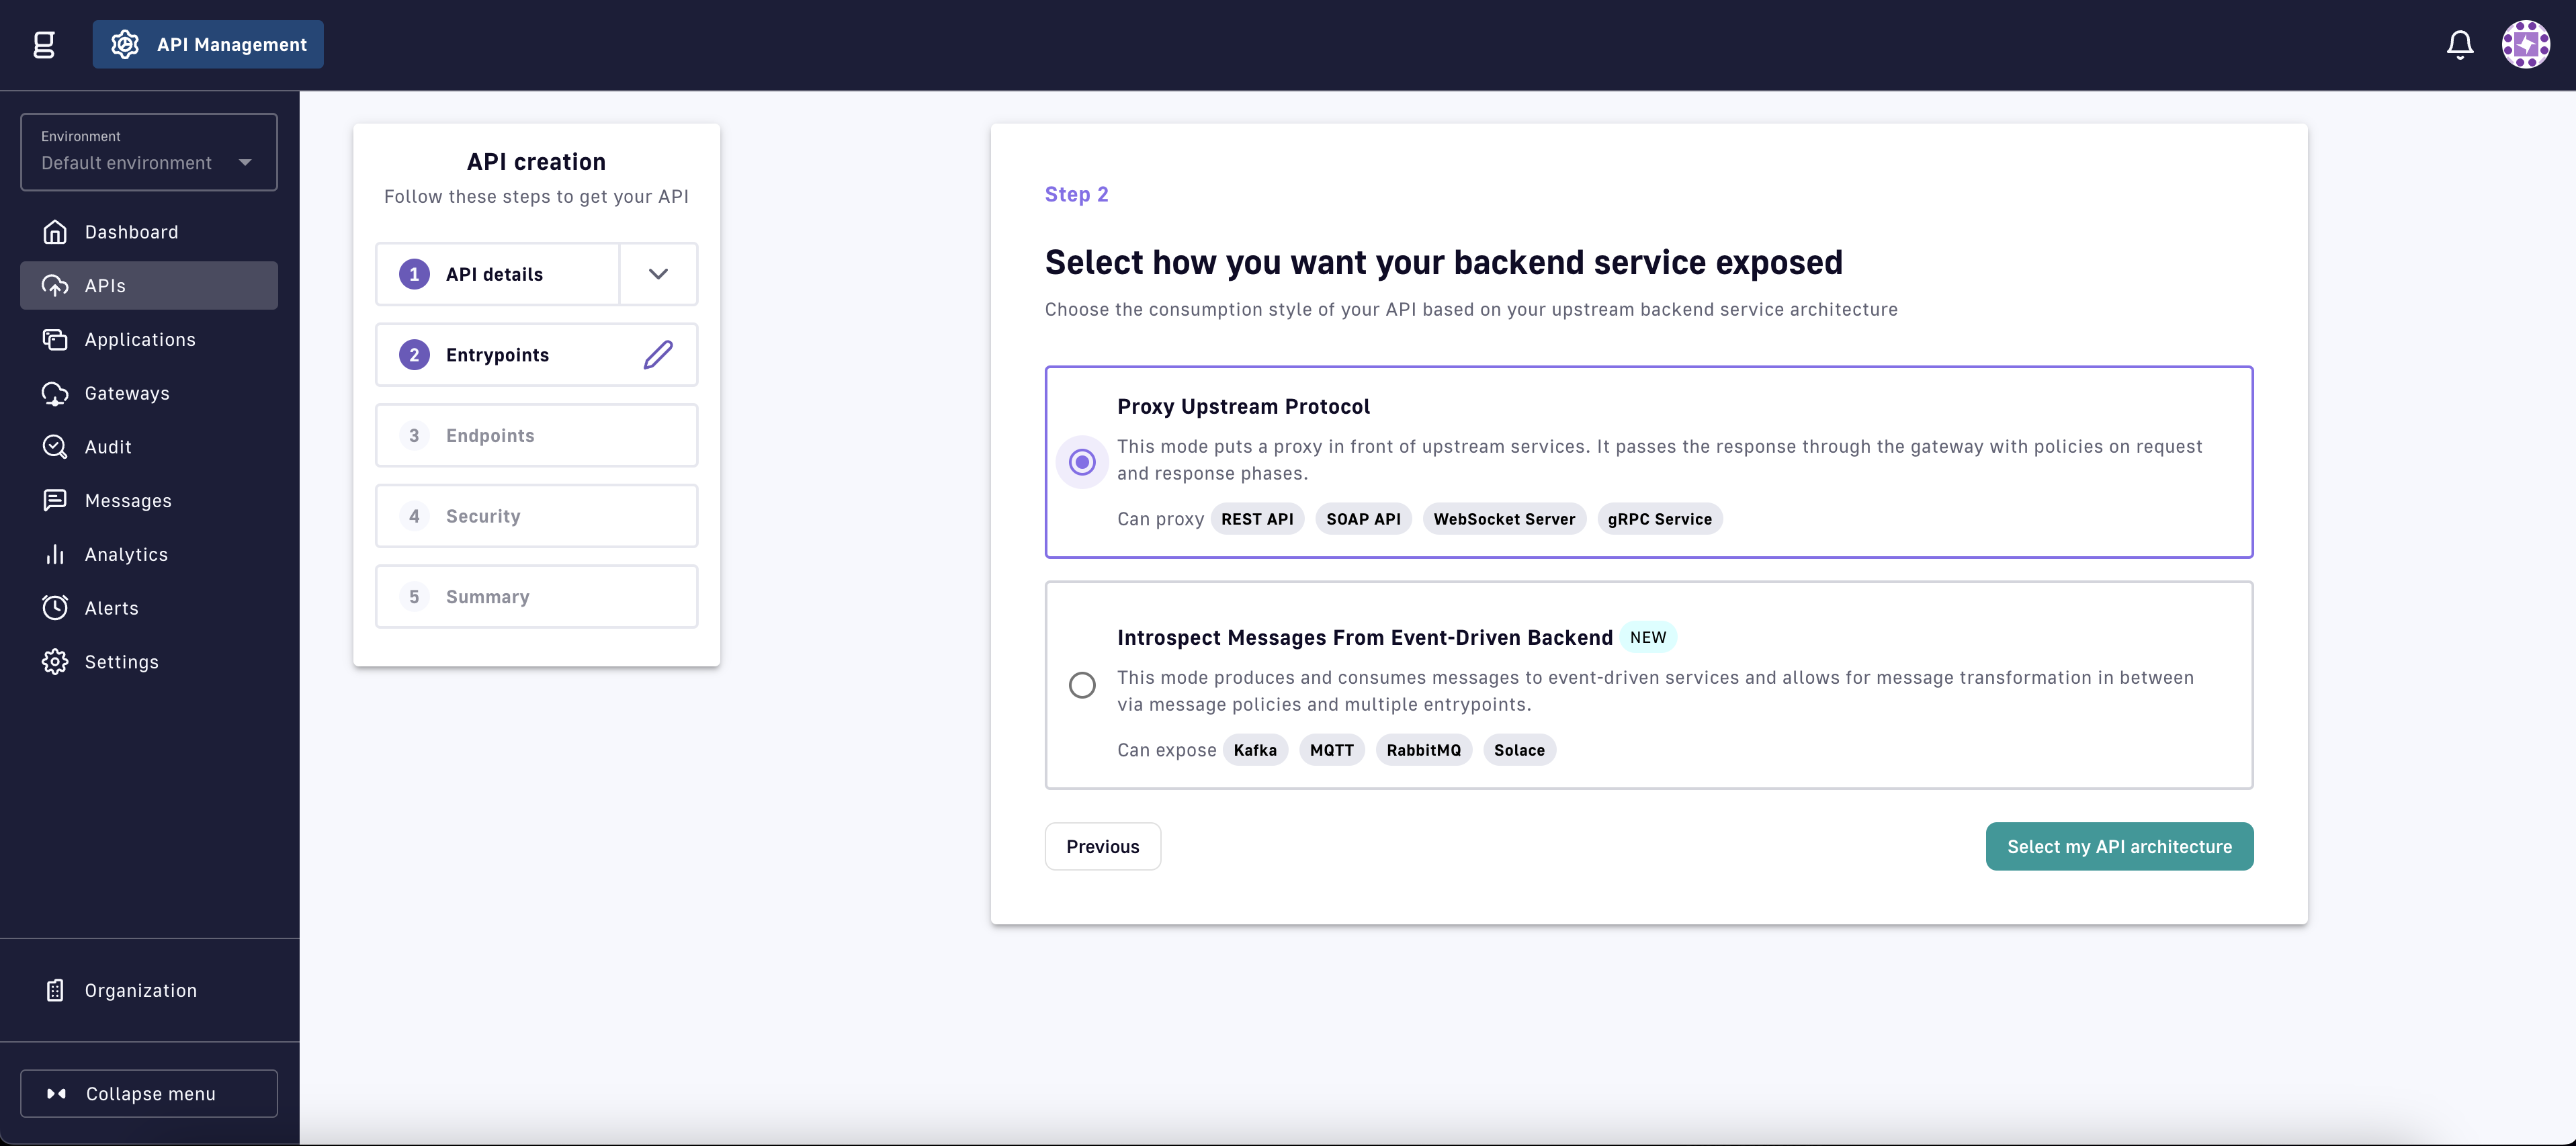 g
API Management
Environment
Default environment
Dashboard
APIs
Applications
Gateways
Audit
Messages
Analytics
Alerts
Settings
Organization
Collapse menu
API creation
Follow these steps to get your API
1 API details
2 Entrypoints
3 Endpoints
4 Security
5 Summary
Step 2
Select how you want your backend service exposed
Choose the consumption style of your API based on your upstream backend service architecture
Proxy Upstream Protocol
This mode puts a proxy in front of upstream services. It passes the response through the gateway with policies on request
and response phases.
Can proxy REST API SOAP API WebSocket Server gRPC Service
Introspect Messages From Event-Driven Backend NEW
This mode produces and consumes messages to event-driven services and allows for message transformation in between
via message policies and multiple entrypoints.
Can expose Kafka MQTT RabbitMQ Solace
Previous
Select my API architecture